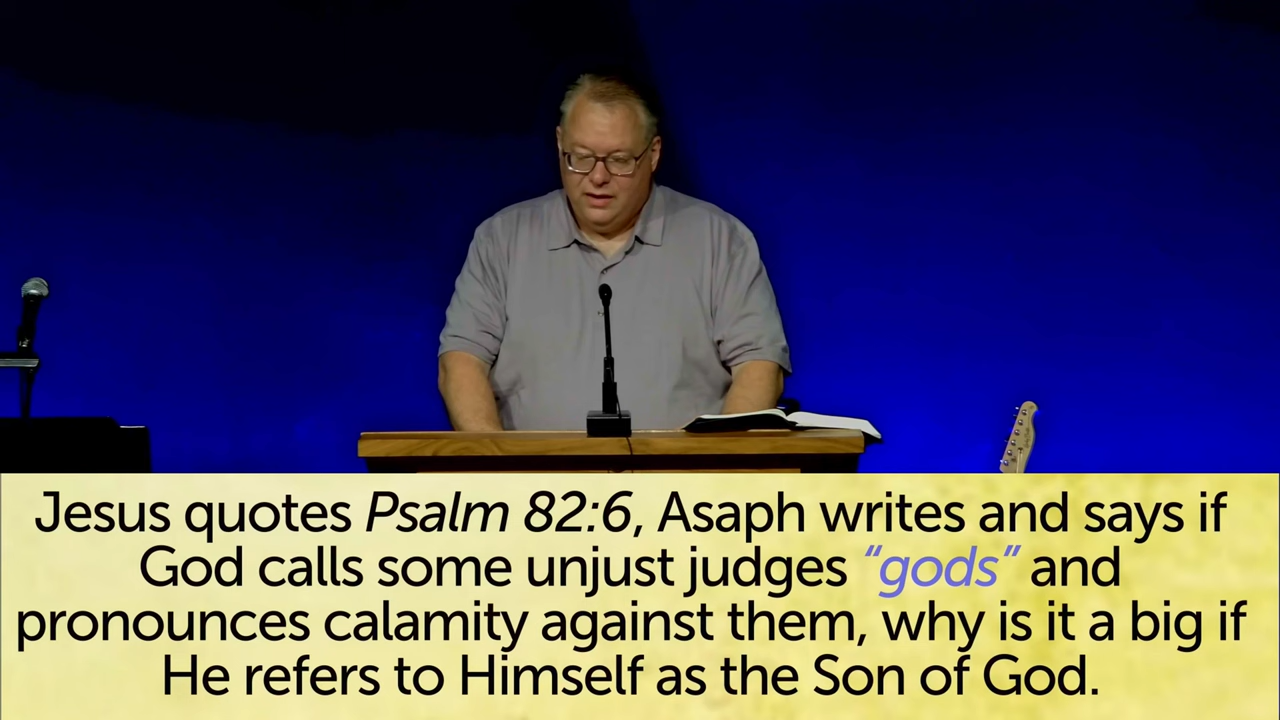 Jesus quotes Psalm 82:6, Asaph writes and says if
God calls some unjust judges “gods” and
pronounces calamity against them, why is it a big if
He refers to Himself as the Son of God.